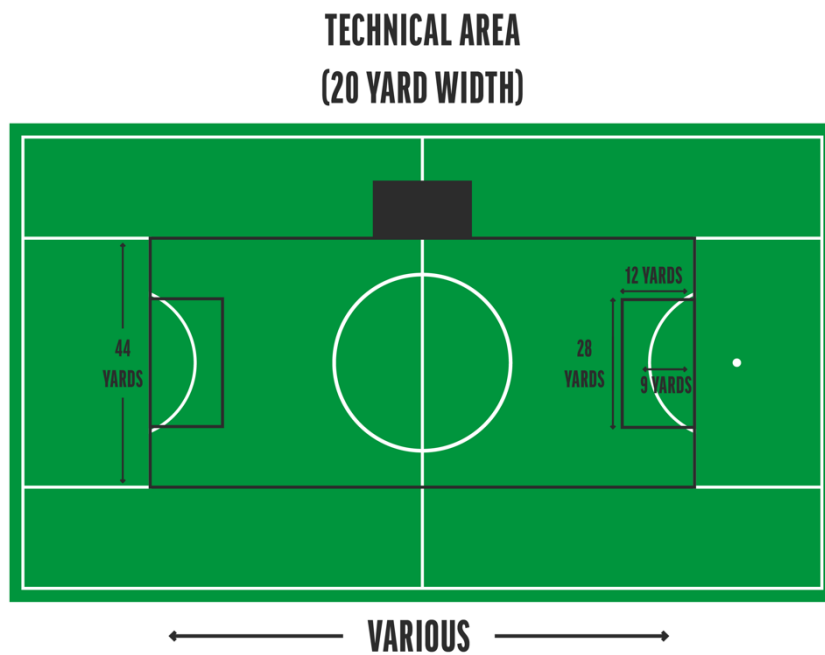 TECHNICAL AREA
(20 YARD WIDTH)
12 YARDS
44
YARDS
28
YARDS
9 YARDS
VARIOUS